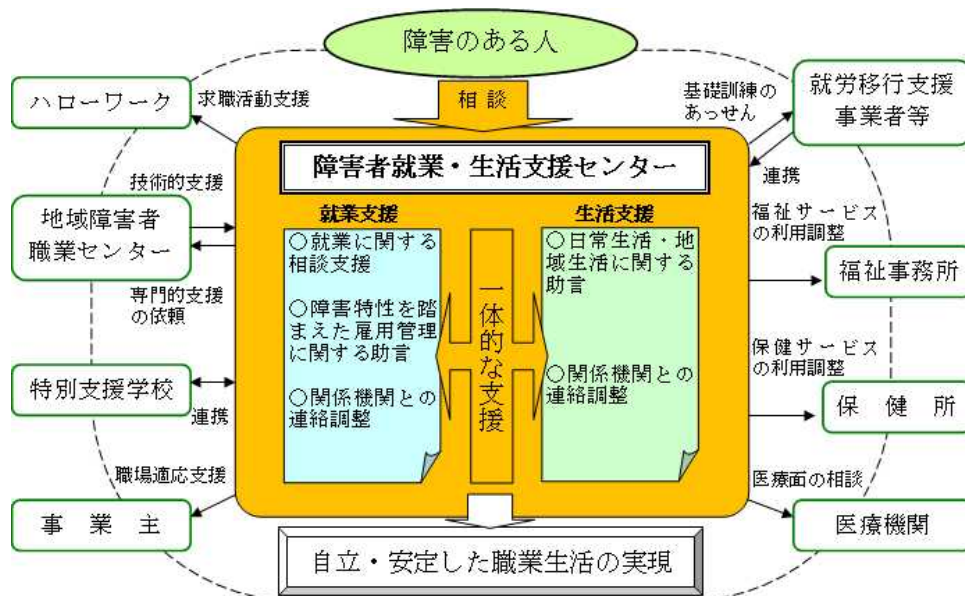 障害のある人
相談
ハローワーク
求職活動支援
基礎訓練の
あっせん
就労移行支援
事業者等
連携
障害者就業・生活支援センター
技術的支援
地域障害者
職業センター
専門的支援
の依頼
就業支援
○就業に関する
相談支援
○障害特性を踏
まえた雇用管理
に関する助言
○関係機関との
連絡調整
一体的な支援
生活支援
○日常生活・地
域生活に関する
助言
○関係機関との
連絡調整
福祉サービス
の利用調整
福祉事務所
保健サービス
の利用調整
保健所
特別支援学校
連携
職場適応支援
事業主
医療面の相談
医療機関
自立・安定した職業生活の実現